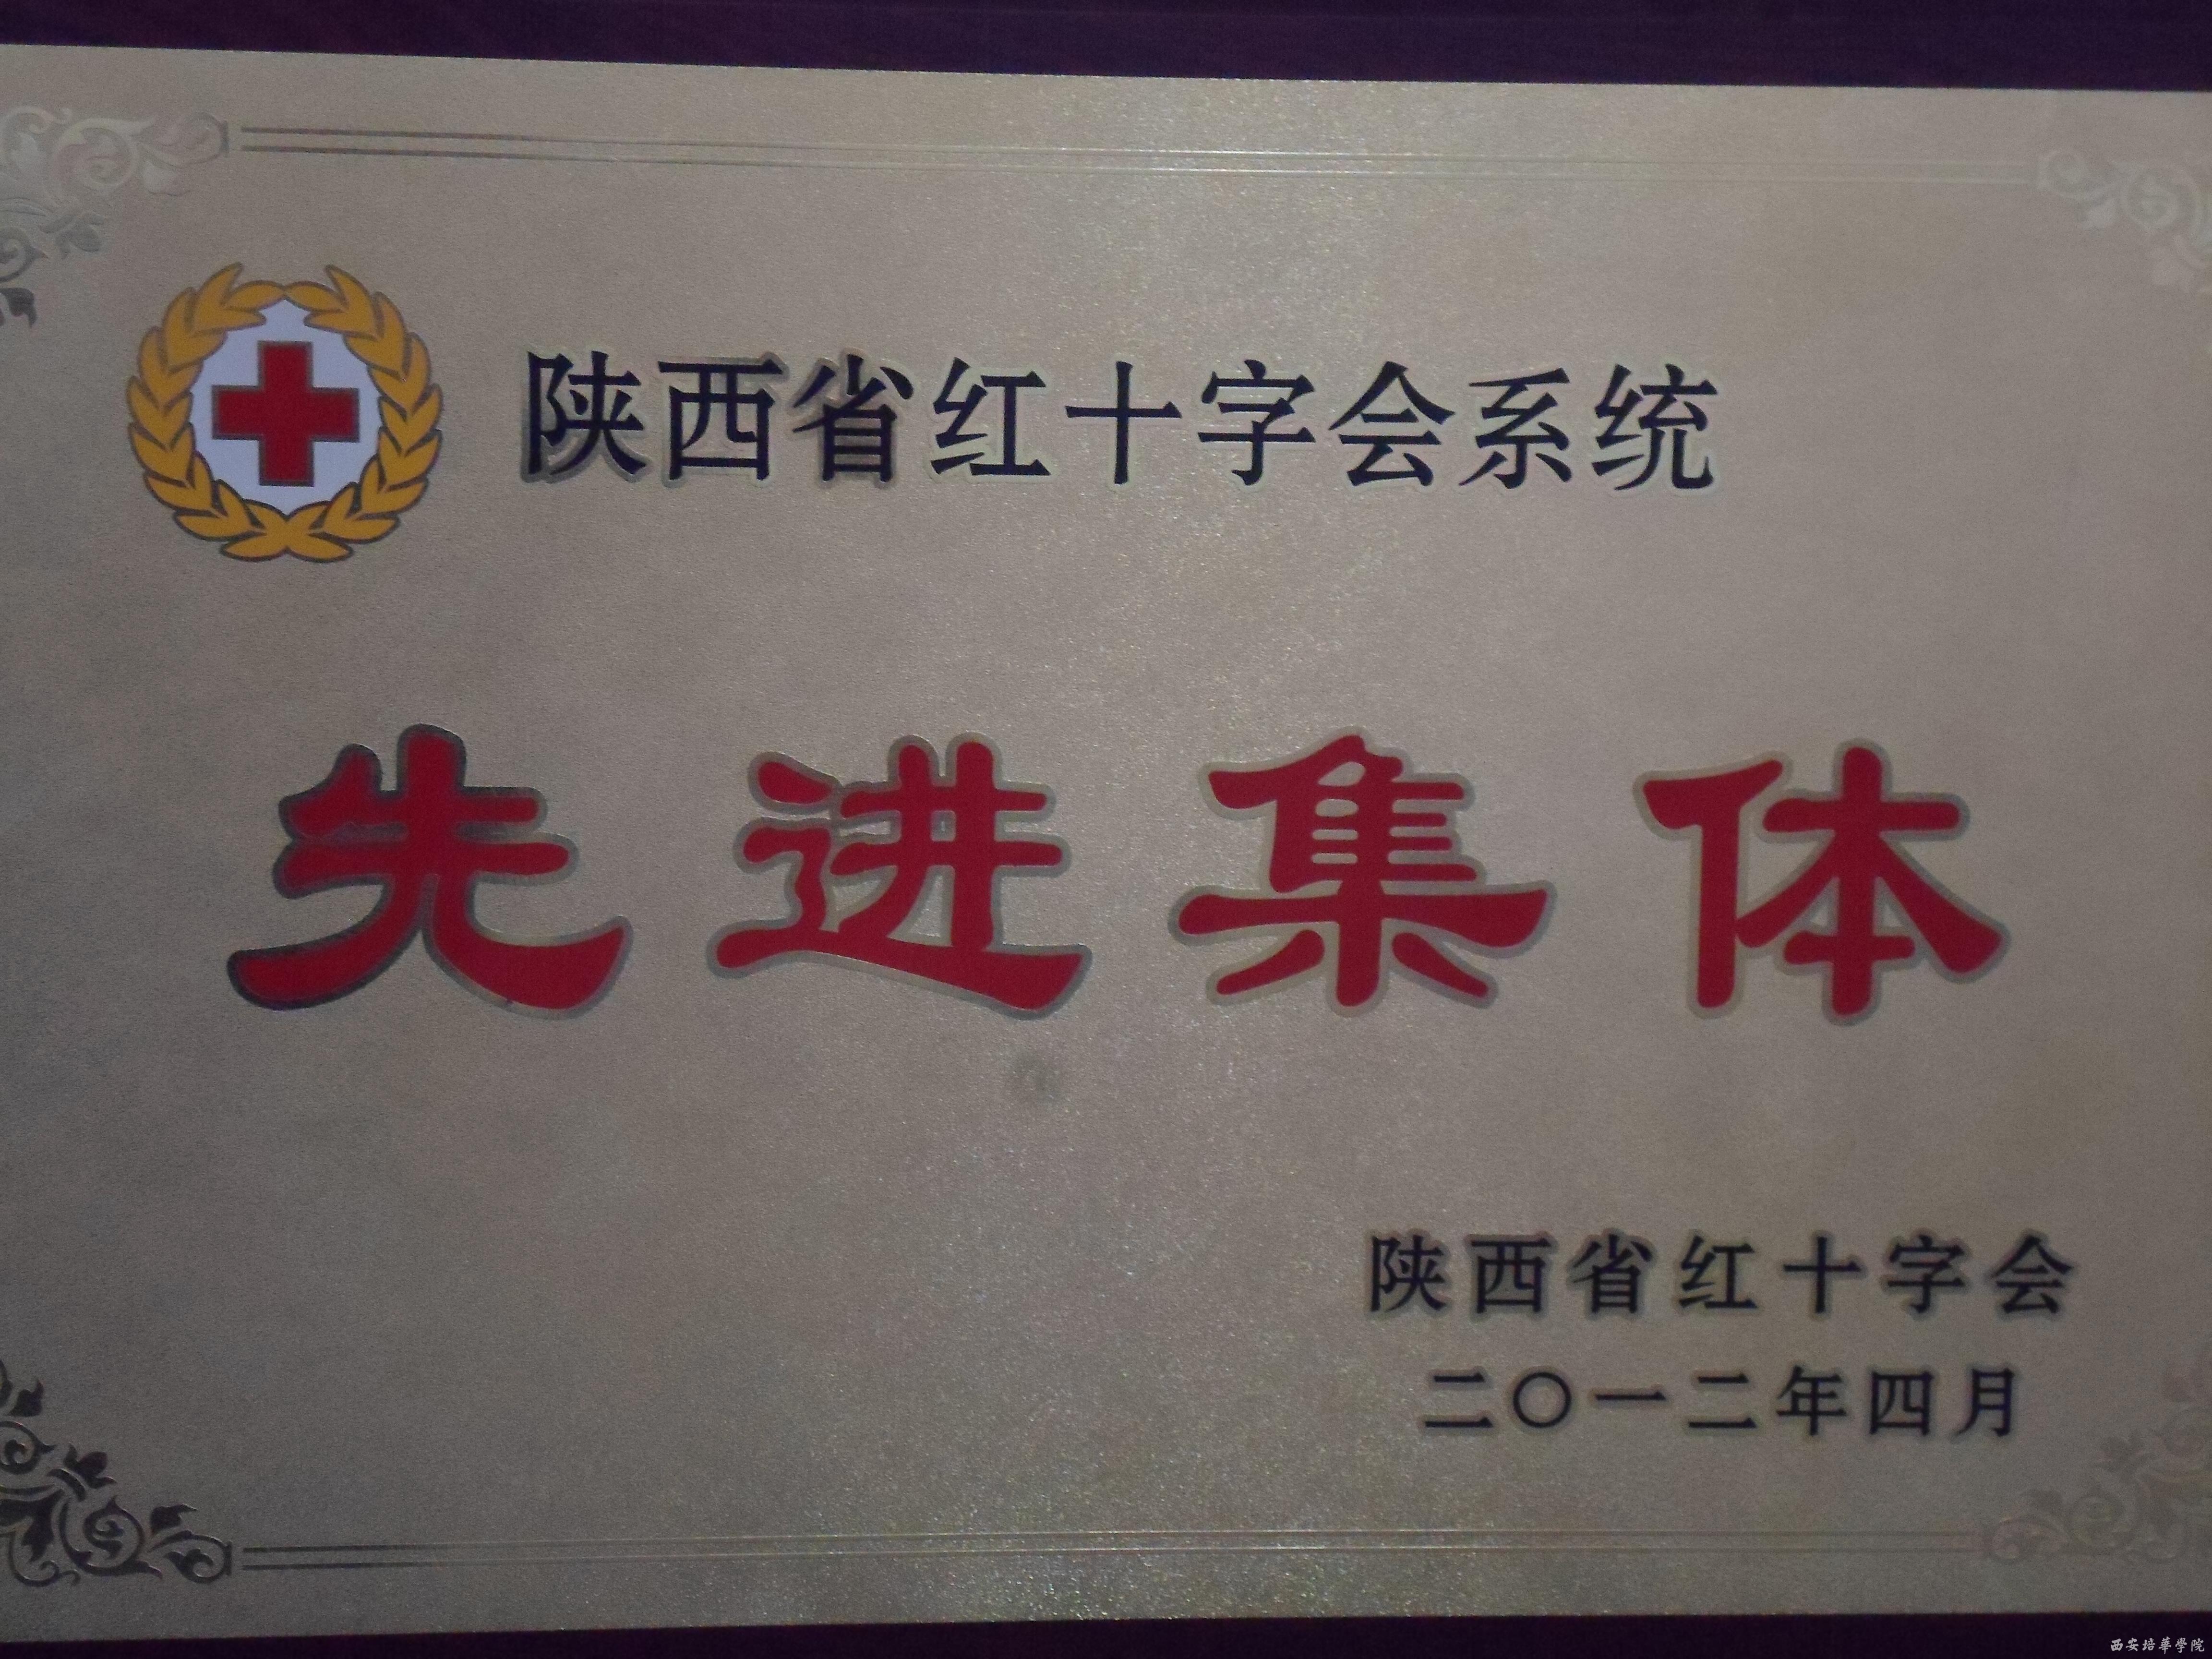 陕西省红十字会系统
先进集体
陕西省红十字会
二〇一二年四月
西安培華學院